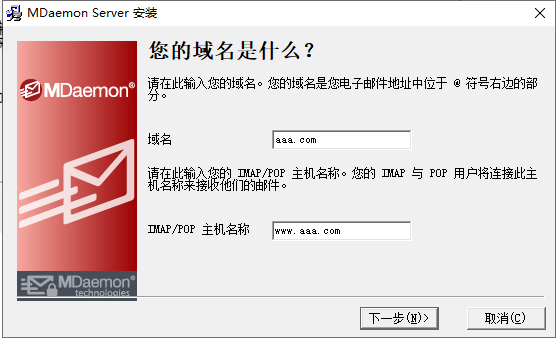 MDaemon Server 安装
MDaemon®
您的域名是什么？
请在此输入您的域名。您的域名是您电子邮件地址中位于 @ 符号右边的部
分。
域名
aaa.com
请在此输入您的 IMAP/POP 主机名称。您的 IMAP 与 POP 用户将连接此主
机名称来接收他们的邮件。
IMAP/POP 主机名称
www.aaa.com
MDaemon®
technologies
下一步(N)>
取消(C)